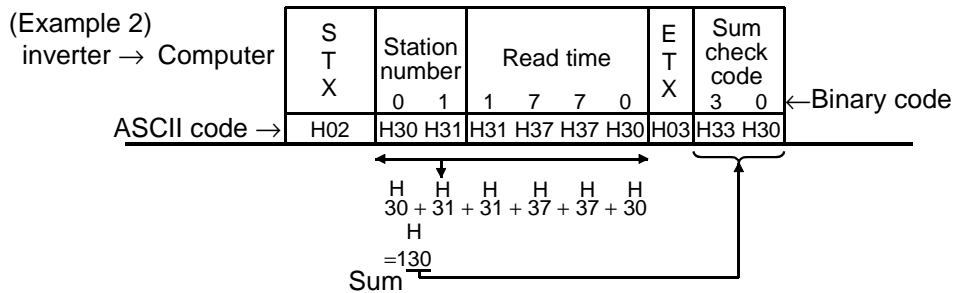 (Example 2)
inverter → Computer
S
T
X
Station
number
0 1
Read time
1 7 7 0
E
T
X
Sum
check
code
3 0
←Binary code
ASCII code →
H02 H30 H31 H31 H37 H37 H30 H03 H33 H30
H H H H H H
30 + 31 + 31 + 37 + 37 + 30
H
=130
Sum